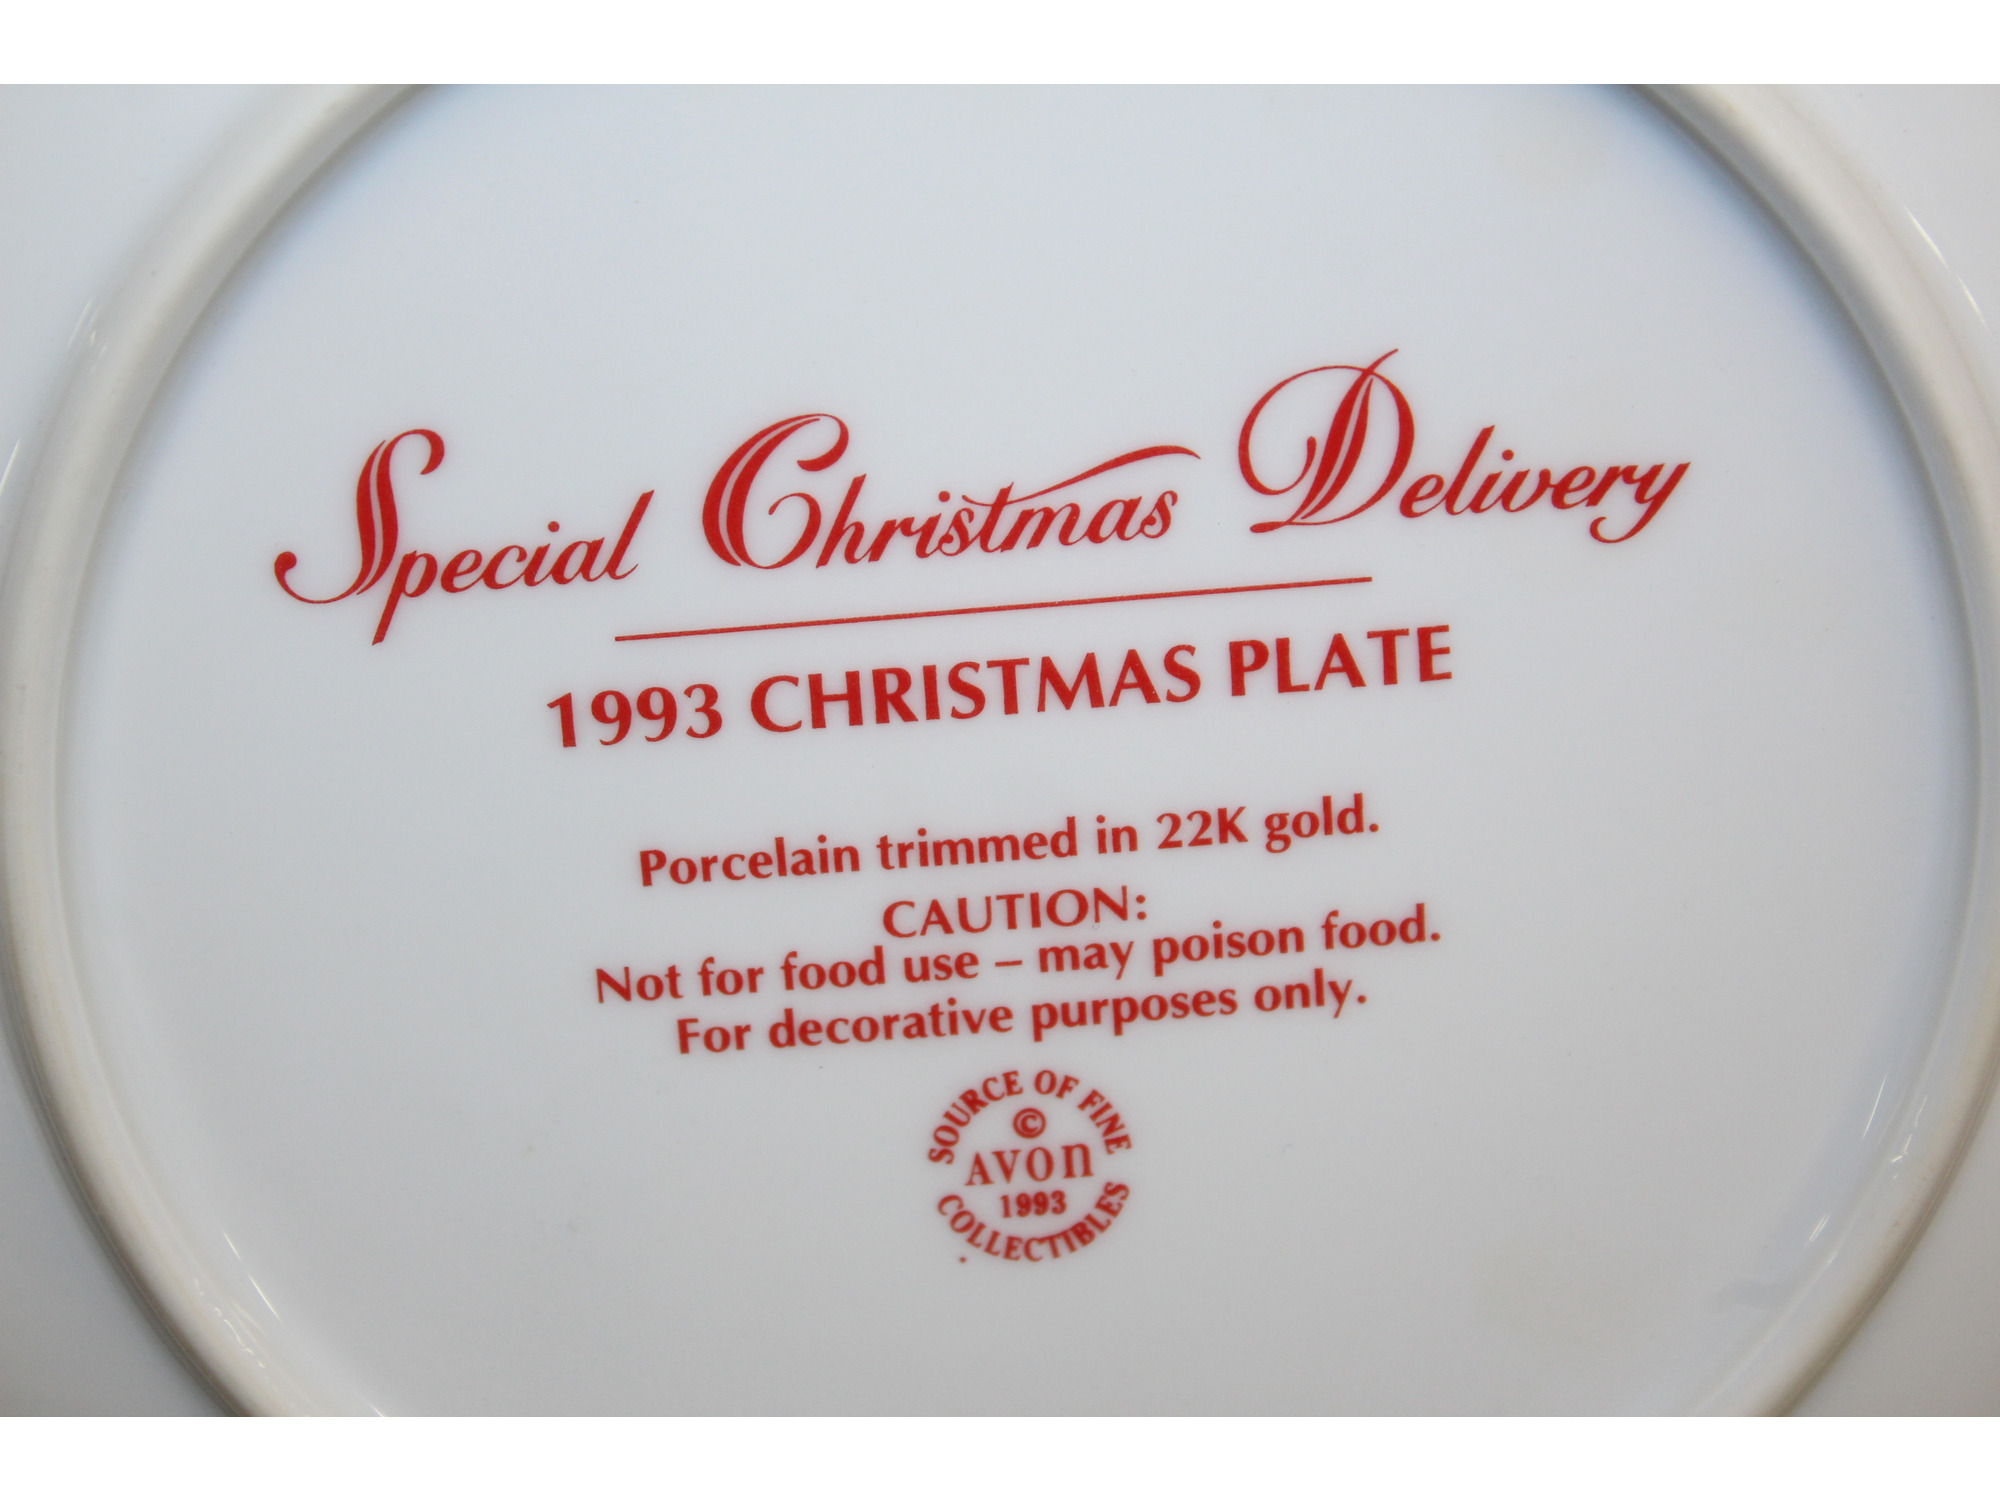 Special Christmas Delivery
1993 CHRISTMAS PLATE
Porcelain trimmed in 22K gold.
CAUTION:
Not for food use – may poison food.
For decorative purposes only.
SOURCE OF FINE
©
AVON
1993
COLLECTIBLES